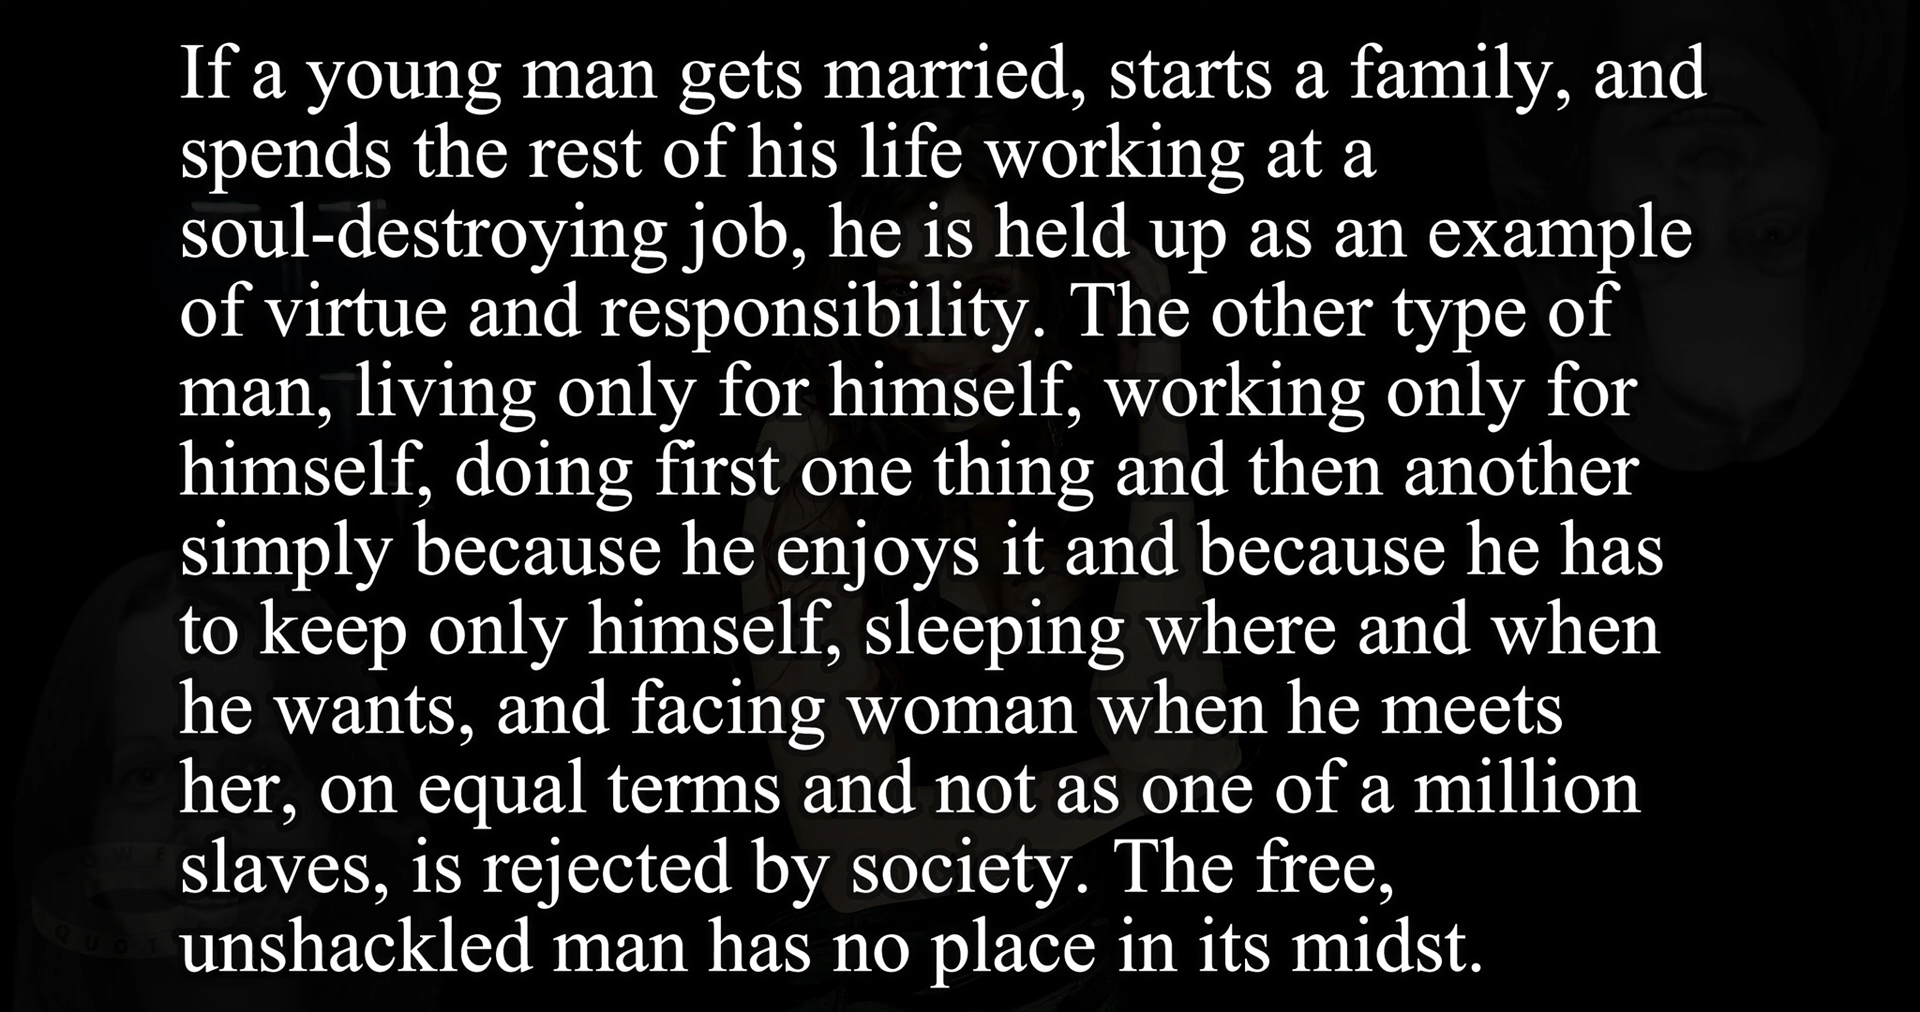 If a young man gets married, starts a family, and
spends the rest of his life working at a
soul-destroying job, he is held up as an example
of virtue and responsibility. The other type of
man, living only for himself, working only for
himself, doing first one thing and then another
simply because he enjoys it and because he has
to keep only himself, sleeping where and when
he wants, and facing woman when he meets
her, on equal terms and not as one of a million
slaves, is rejected by society. The free,
unshackled man has no place in its midst.